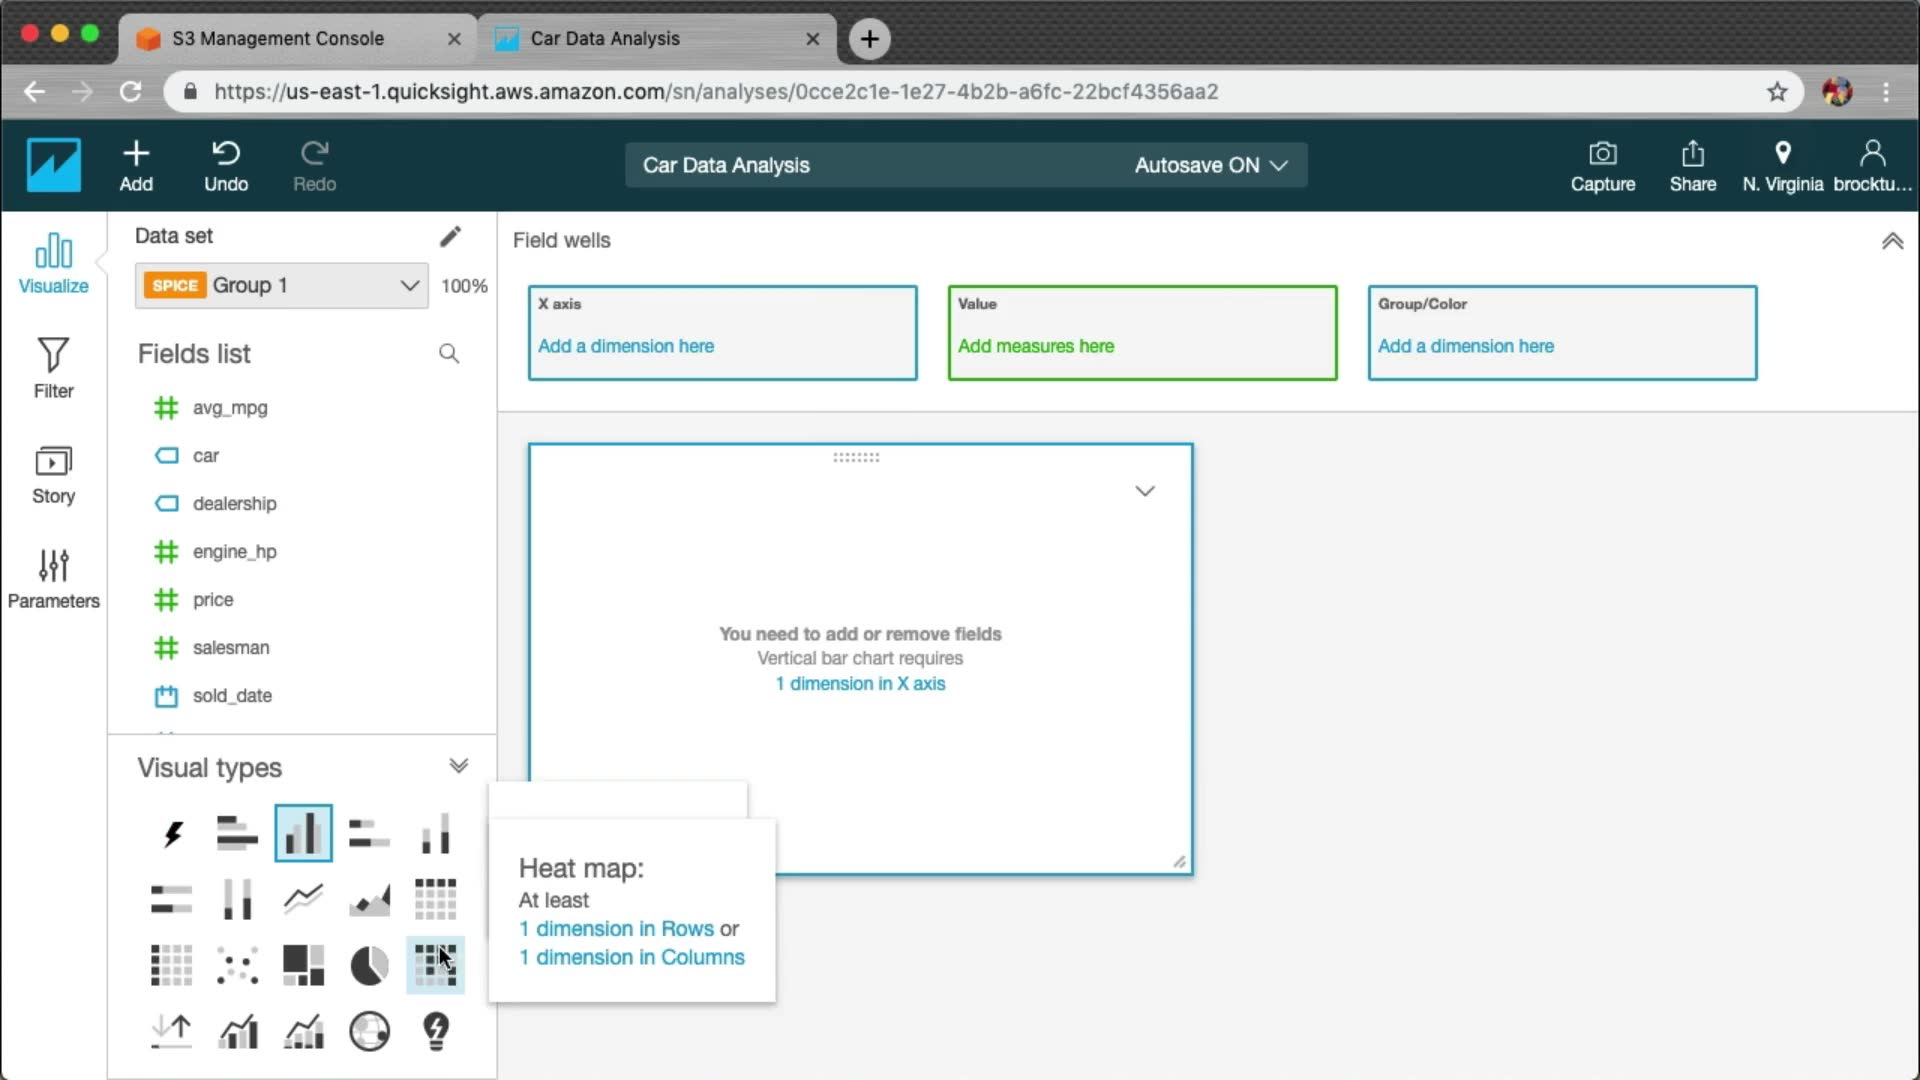 S3 Management Console
Car Data Analysis
https://us-east-1.quicksight.aws.amazon.com/sn/analyses/0cce2c1e-1e27-4b2b-a6fc-22bcf4356aa2
Add
Undo
Redo
Car Data Analysis
Autosave ON
Capture
Share
N. Virginia
brocktu...
Visualize
Filter
Story
Parameters
Data set
SPICE Group 1
100%
Fields list
avg_mpg
car
dealership
engine_hp
price
salesman
sold_date
Visual types
Field wells
X axis
Add a dimension here
Value
Add measures here
Group/Color
Add a dimension here
You need to add or remove fields
Vertical bar chart requires
1 dimension in X axis
Heat map:
At least
1 dimension in Rows or
1 dimension in Columns